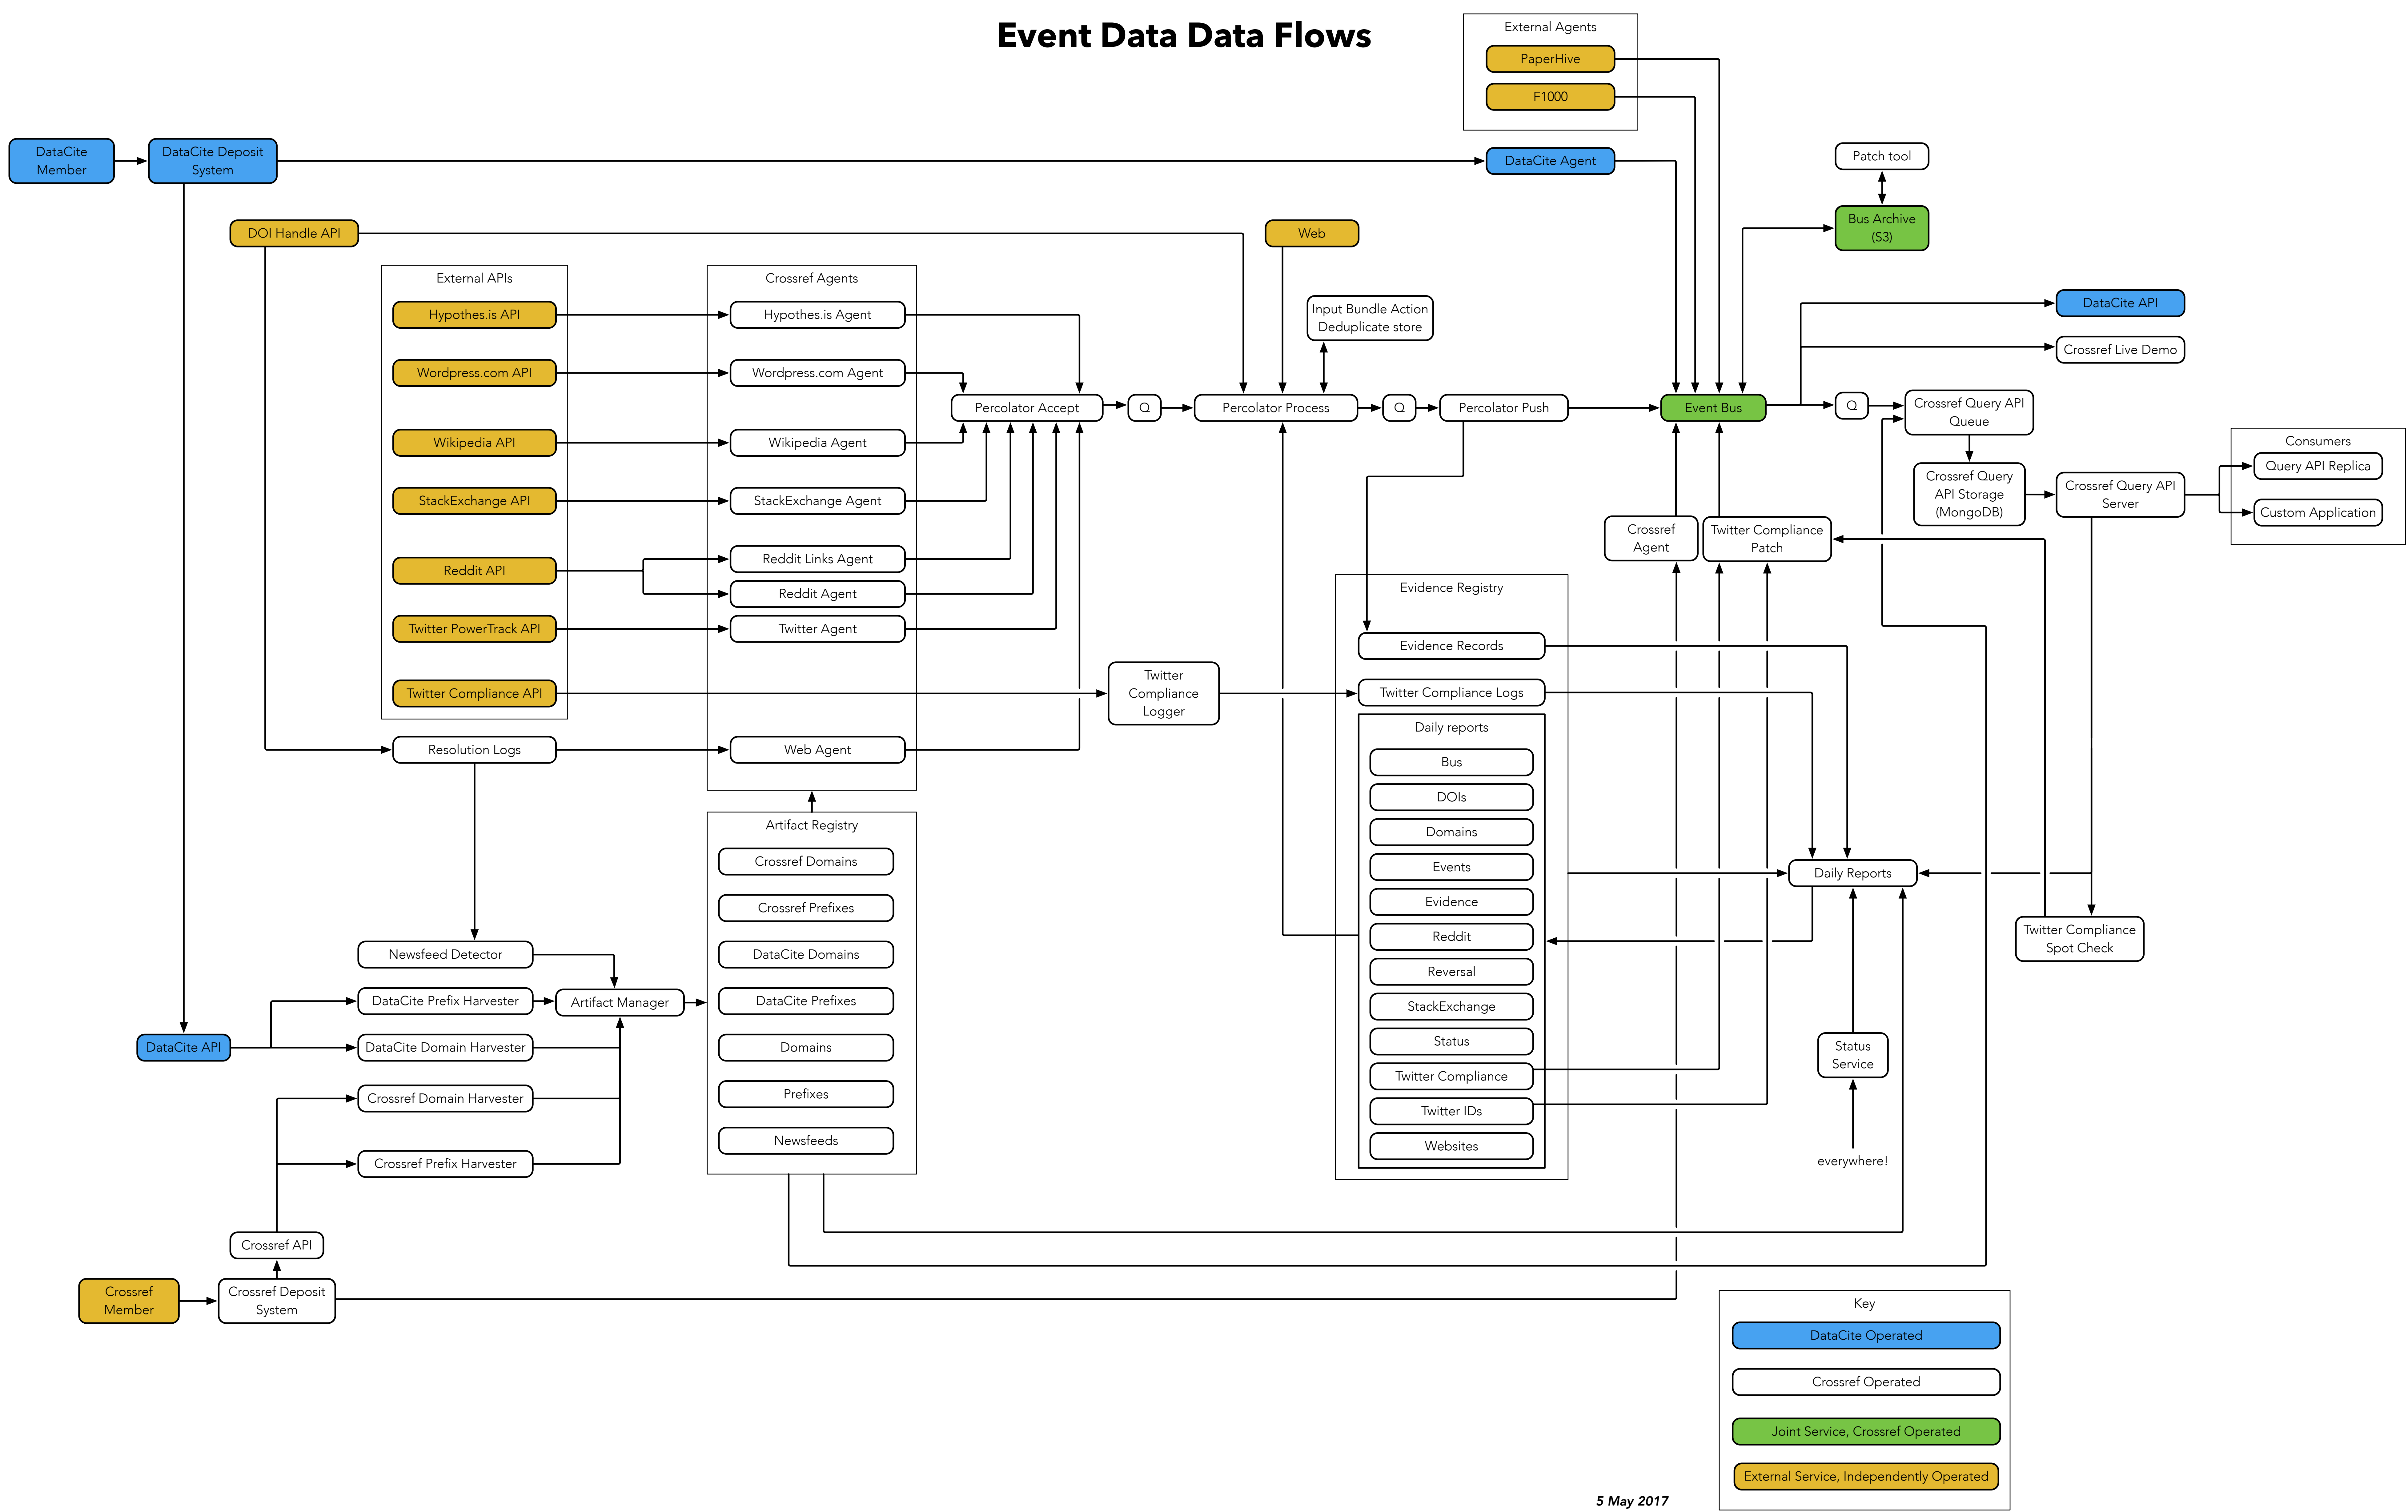 Event Data Data Flows
External Agents
PaperHive
F1000
DataCite
Member
DataCite Deposit
System
DataCite Agent
Patch tool
Bus Archive
(S3)
DOI Handle API
Web
External APIs
Hypothes.is API
Wordpress.com API
Wikipedia API
StackExchange API
Reddit API
Twitter PowerTrack API
Twitter Compliance API
Resolution Logs
Crossref Agents
Hypothes.is Agent
Wordpress.com Agent
Wikipedia Agent
StackExchange Agent
Reddit Links Agent
Reddit Agent
Twitter Agent
Web Agent
Input Bundle Action
Deduplicate store
Percolator Accept
Q
Percolator Process
Q
Percolator Push
Event Bus
Q
DataCite API
Crossref Live Demo
Crossref Query API
Queue
Crossref Query
API Storage
(MongoDB)
Crossref Query API
Server
Consumers
Query API Replica
Custom Application
Crossref
Agent
Twitter Compliance
Patch
Twitter
Compliance
Logger
Evidence Registry
Evidence Records
Twitter Compliance Logs
Daily reports
Bus
DOIs
Domains
Events
Evidence
Reddit
Reversal
StackExchange
Status
Twitter Compliance
Twitter IDs
Websites
Daily Reports
Twitter Compliance
Spot Check
Status
Service
everywhere!
Artifact Registry
Crossref Domains
Crossref Prefixes
DataCite Domains
DataCite Prefixes
Domains
Prefixes
Newsfeeds
Newsfeed Detector
DataCite Prefix Harvester
Artifact Manager
DataCite API
DataCite Domain Harvester
Crossref Domain Harvester
Crossref Prefix Harvester
Crossref API
Crossref
Member
Crossref Deposit
System
Key
DataCite Operated
Crossref Operated
Joint Service, Crossref Operated
External Service, Independently Operated
5 May 2017